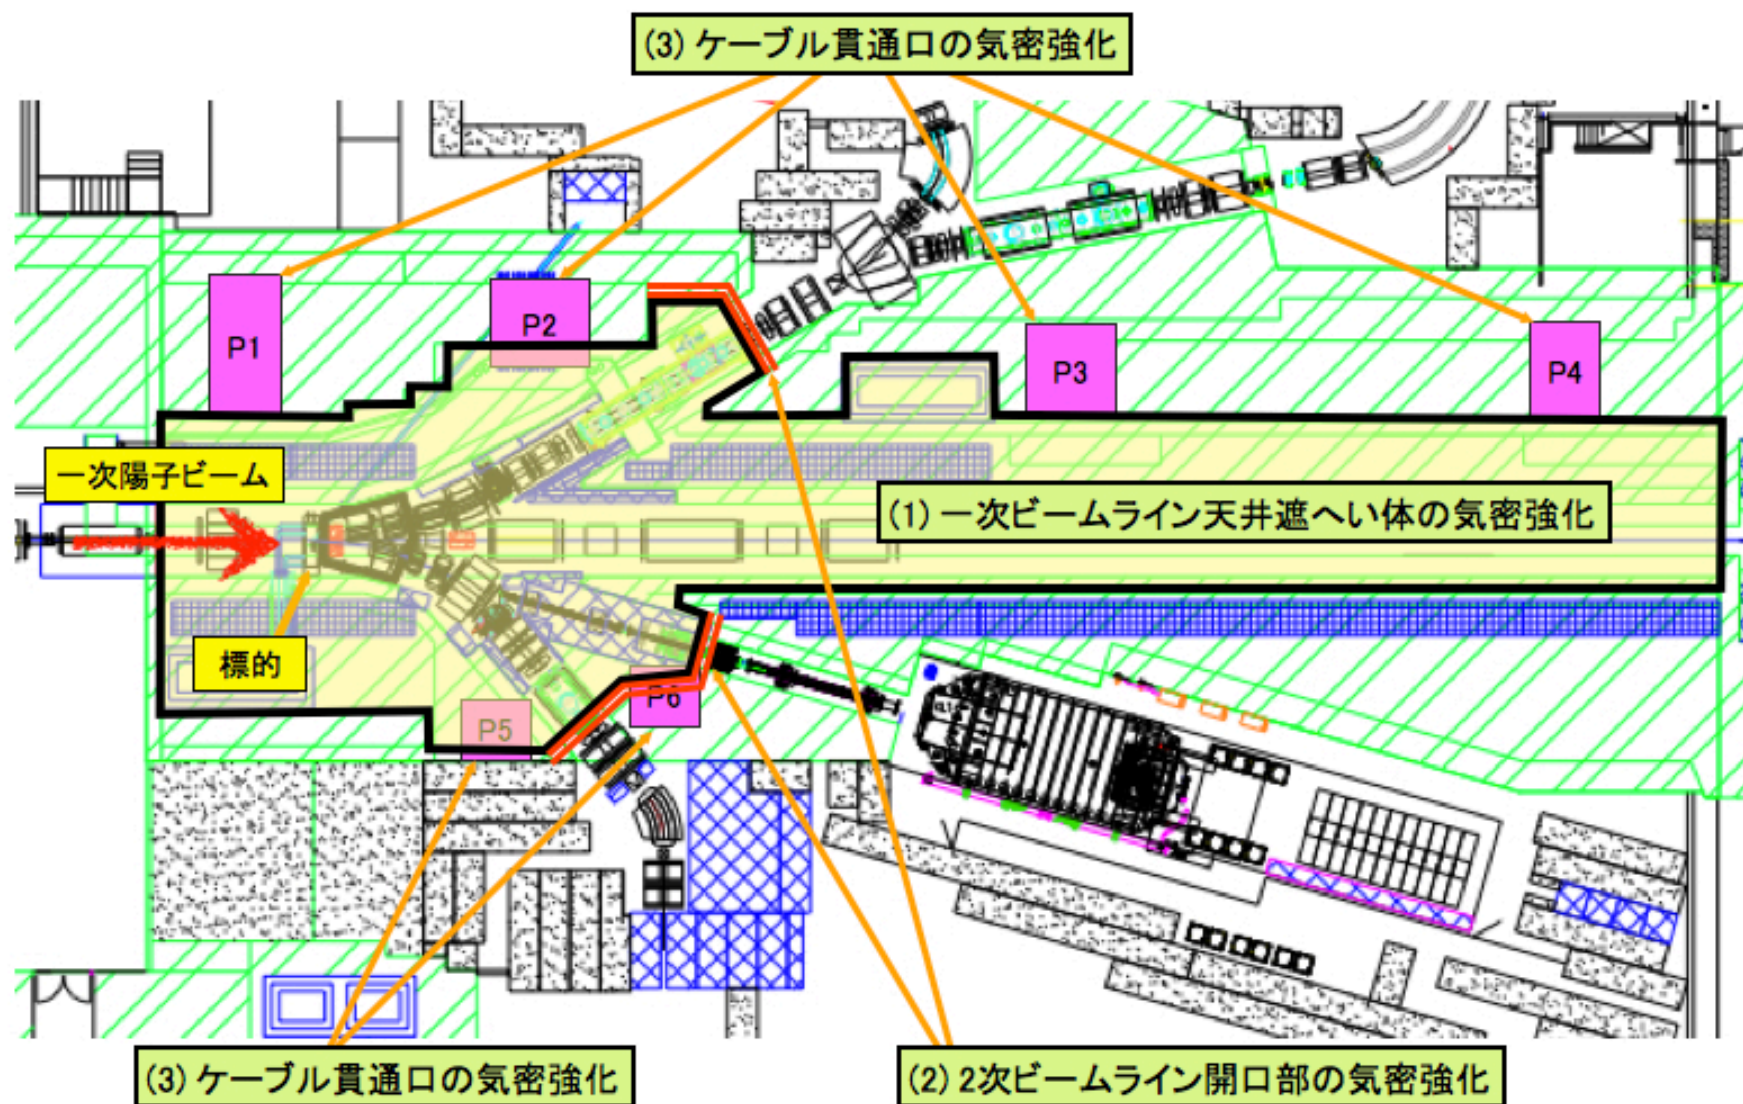 (3) ケーブル貫通口の気密強化
P1
P2
P3
P4
一次陽子ビーム
(1) 一次ビームライン天井遮へい体の気密強化
標的
P5
P6
(3) ケーブル貫通口の気密強化
(2) 2次ビームライン開口部の気密強化